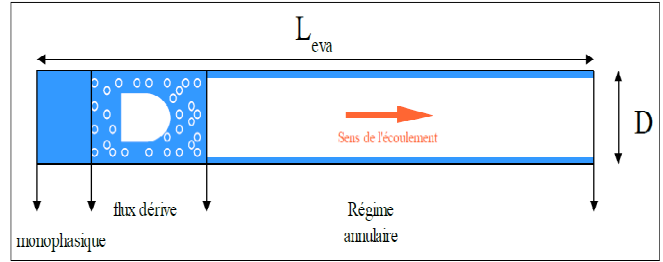 L eva
D
Sens de l'écoulement
flux dérive
Régime
annulaire
monophasique